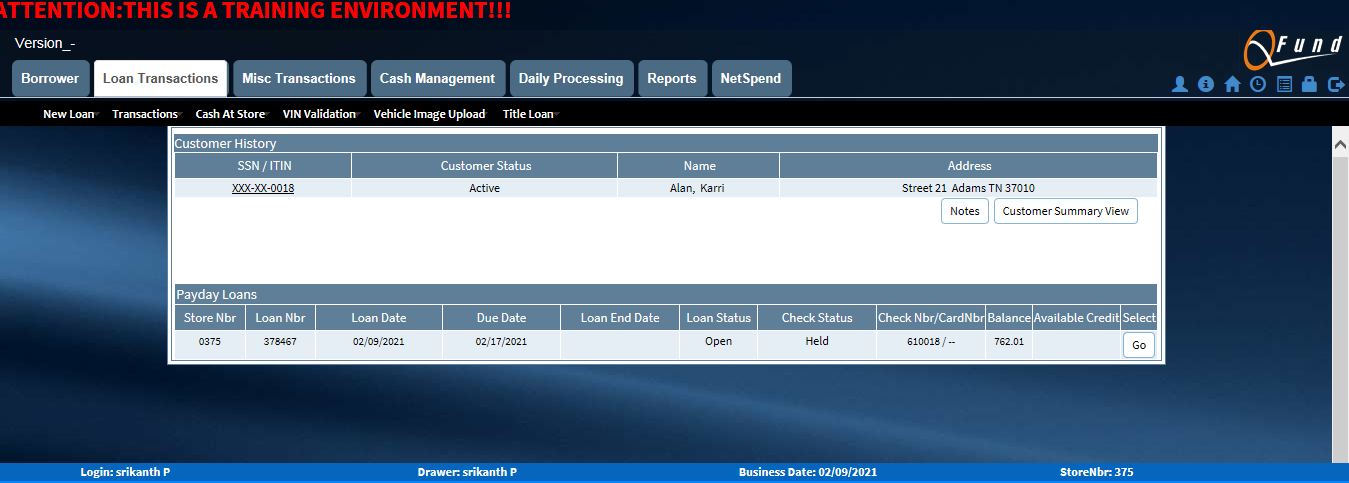 ATTENTION:THIS IS A TRAINING ENVIRONMENT!!!
Version_-
QFund
Borrower Loan Transactions Misc Transactions Cash Management Daily Processing Reports NetSpend
New Loan Transactions Cash At Store VIN Validation Vehicle Image Upload Title Loan
Customer History
SSN / ITIN Customer Status Name Address
XXX-XX-0018 Active Alan, Karri Street 21 Adams TN 37010
Notes Customer Summary View
Payday Loans
Store Nbr Loan Nbr Loan Date Due Date Loan End Date Loan Status Check Status Check Nbr/CardNbr Balance Available Credit Select
0375 378467 02/09/2021 02/17/2021 Open Held 610018 / -- 762.01 Go
Login: srikanth P Drawer: srikanth P Business Date: 02/09/2021 StoreNbr: 375